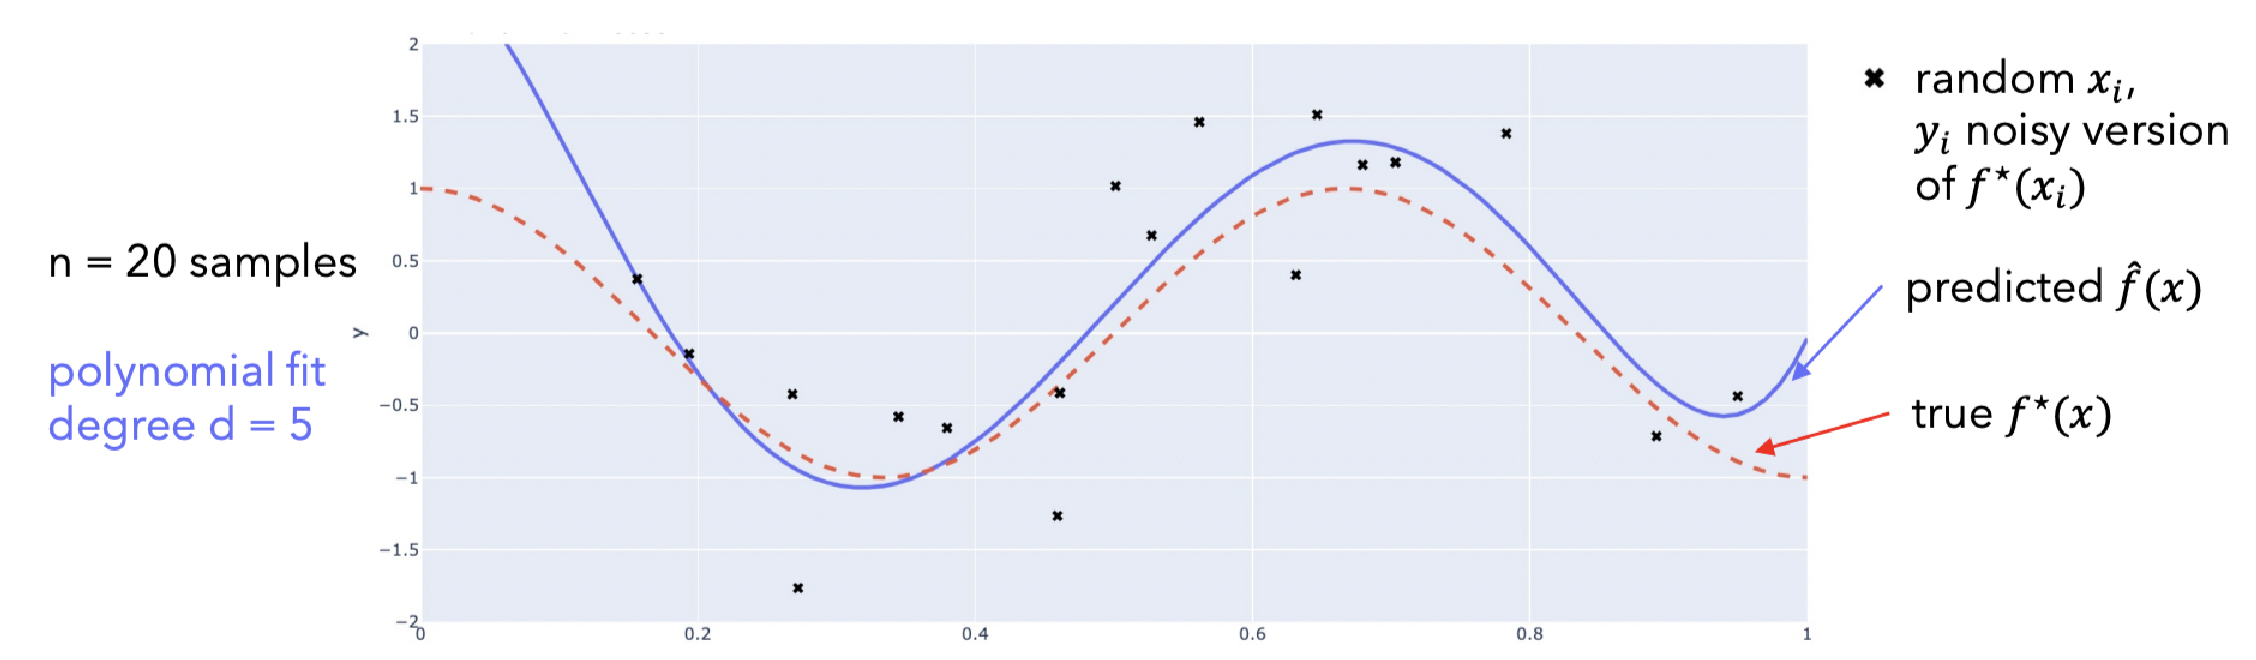 n = 20 samples
polynomial fit
degree d = 5
y
2
1.5
1
0.5
0
−0.5
−1
−1.5
−2
0
0.2
0.4
0.6
0.8
1
random xᵢ,
yᵢ noisy version
of f⋆(xᵢ)
predicted f̂(x)
true f⋆(x)